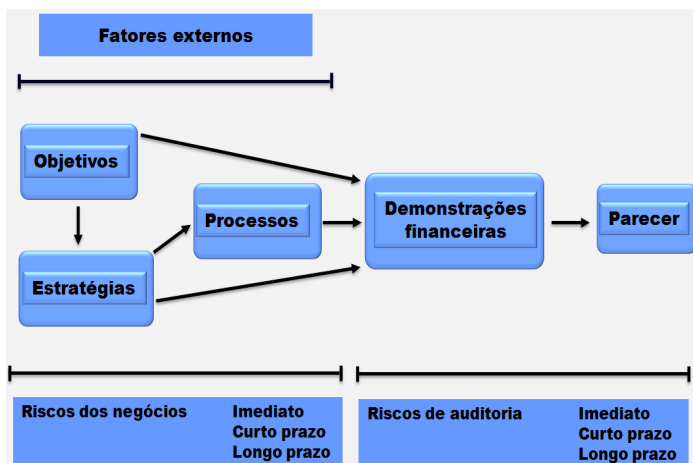 Fatores externos
Objetivos
Processos
Demonstrações
financeiras
Parecer
Estratégias
Riscos dos negócios
Imediato
Curto prazo
Longo prazo
Riscos de auditoria
Imediato
Curto prazo
Longo prazo